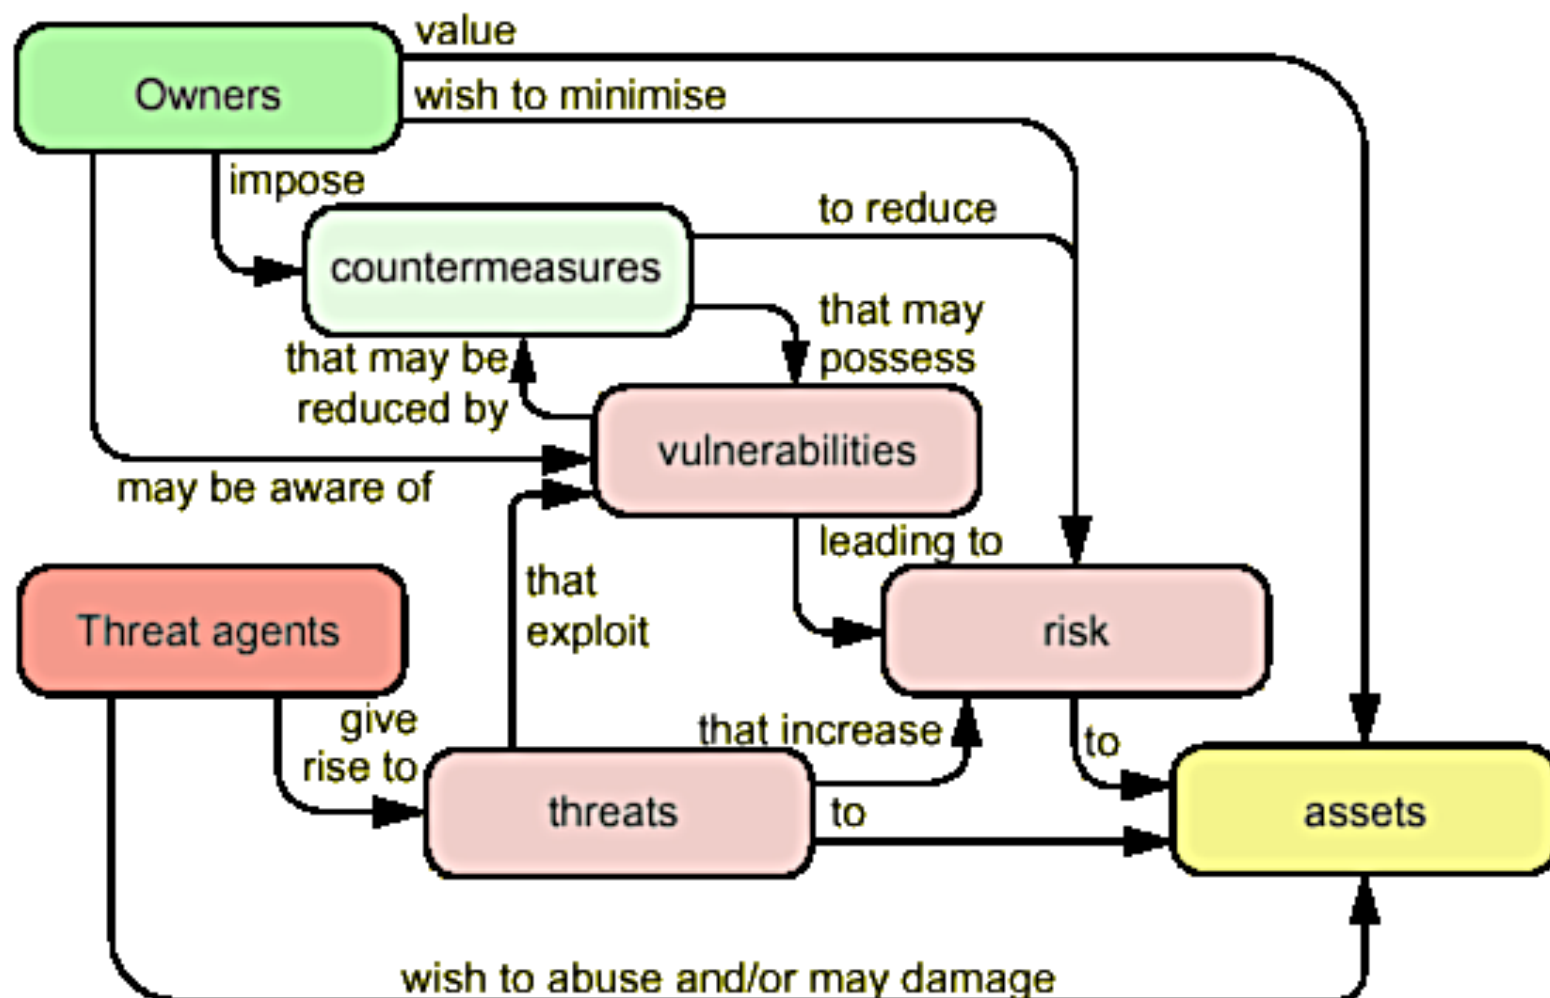 value
Owners
wish to minimise
impose
to reduce
countermeasures
that may
possess
that may be
reduced by
vulnerabilities
may be aware of
leading to
that
exploit
Threat agents
risk
give
rise to
that increase
to
threats
to
assets
wish to abuse and/or may damage